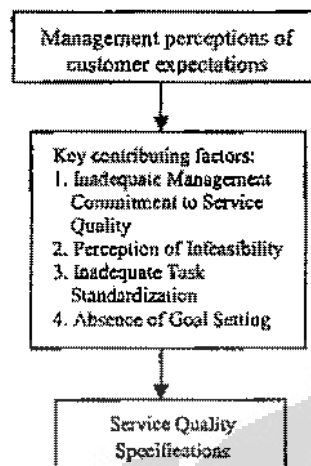 Management perceptions of
customer expectations
Key contributing factors:
1. Inadequate Management
Commitment to Service
Quality
2. Perception of Infeasibility
3. Inadequate Task
Standardization
4. Absence of Goal Setting
Service Quality
Specifications